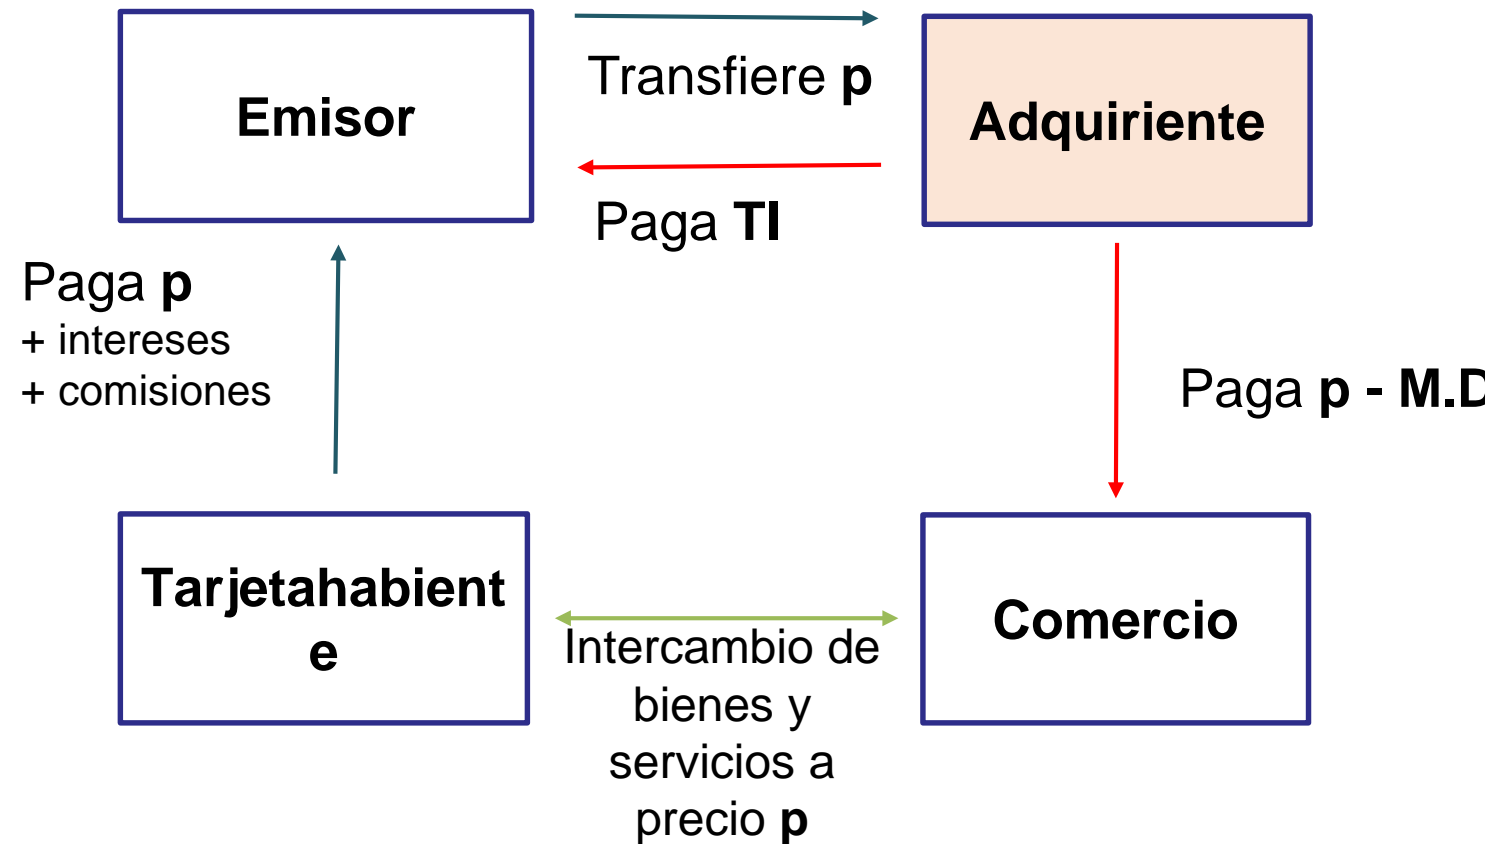 Emisor
Transfiere p
Adquiriente
Paga TI
Paga p
+ intereses
+ comisiones
Paga p - M.D
Tarjetahabient
e
Intercambio de
bienes y
servicios a
precio p
Comercio